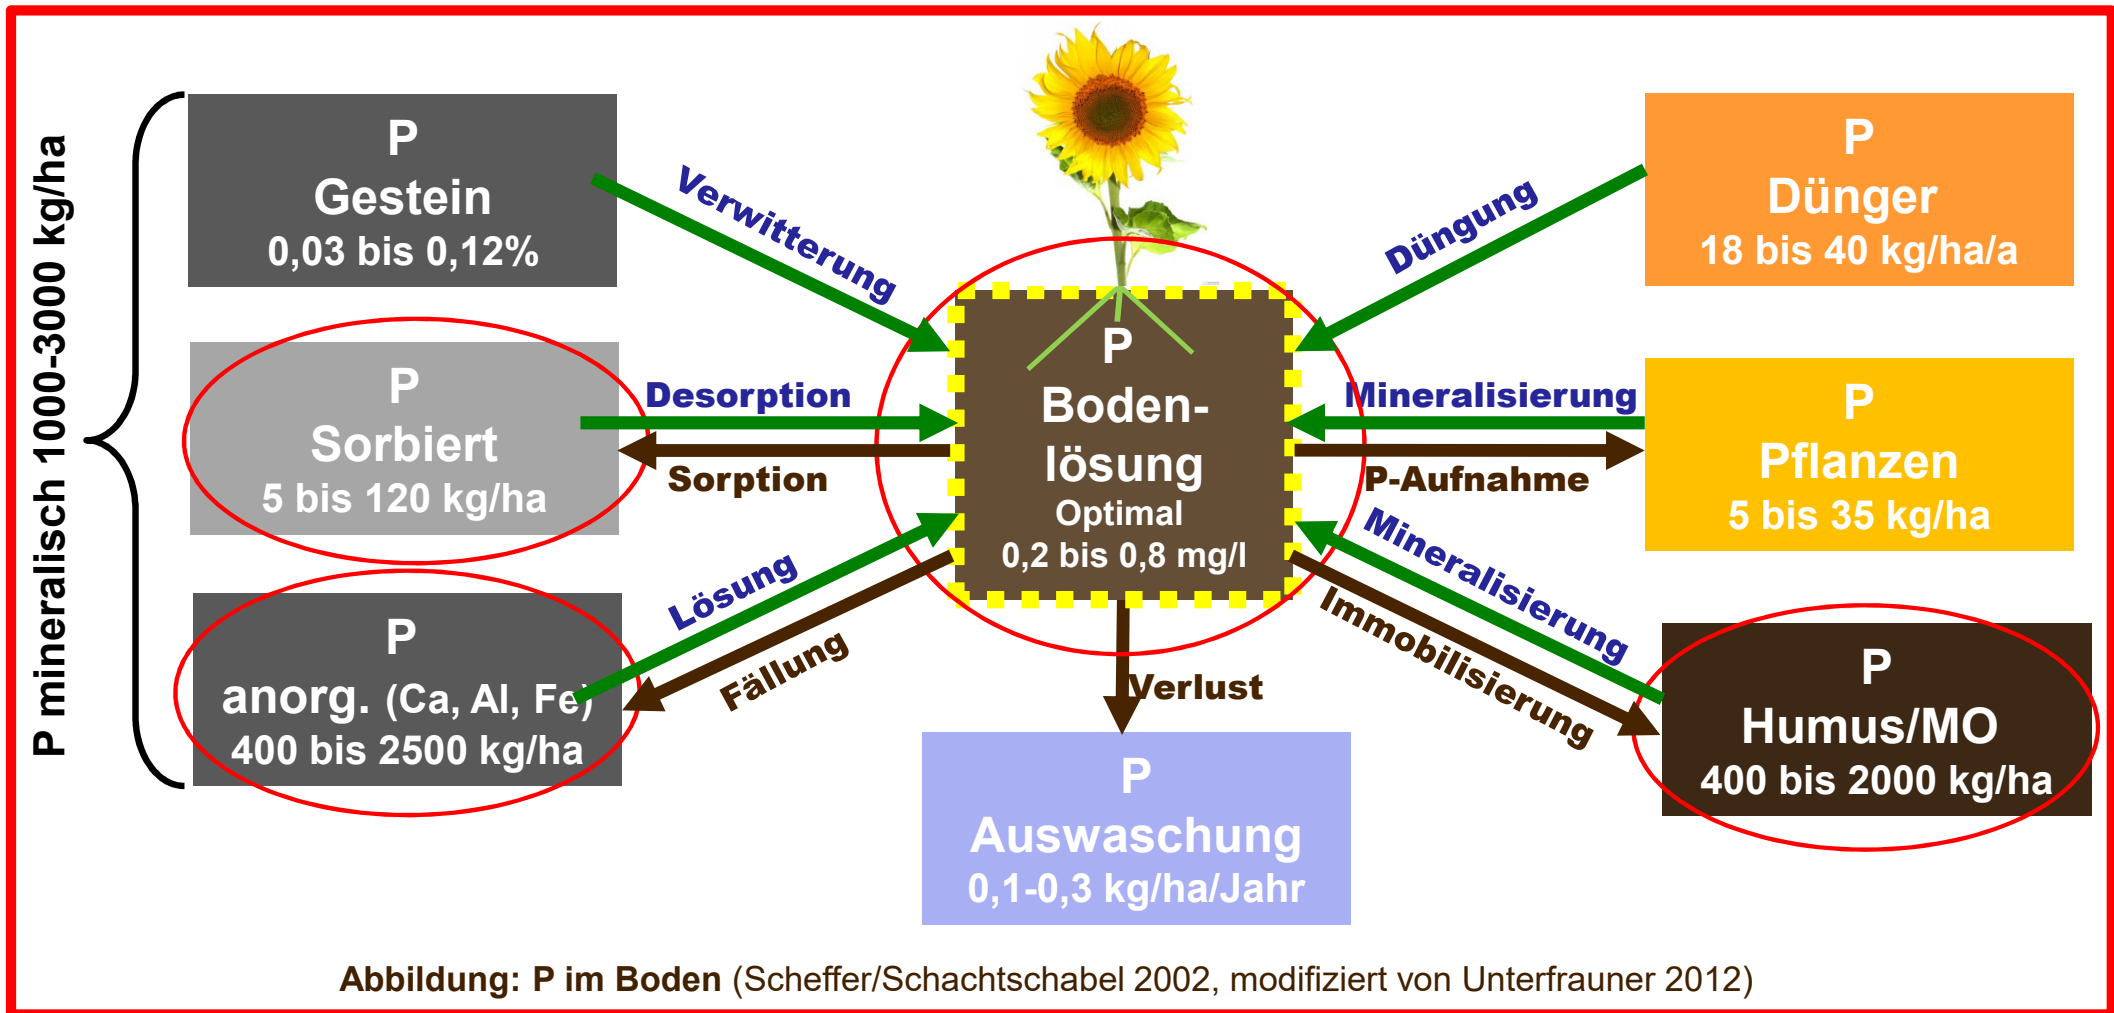 P mineralisch 1000-3000 kg/ha
P
Gestein
0,03 bis 0,12%
Verwitterung
P
Sorbiert
5 bis 120 kg/ha
Desorption
Sorption
P
anorg. (Ca, Al, Fe)
400 bis 2500 kg/ha
Lösung
Fällung
P
Boden-
lösung
Optimal
0,2 bis 0,8 mg/l
Verlust
P
Auswaschung
0,1-0,3 kg/ha/Jahr
Düngung
P
Dünger
18 bis 40 kg/ha/a
Mineralisierung
P-Aufnahme
P
Pflanzen
5 bis 35 kg/ha
Mineralisierung
Immobilisierung
P
Humus/MO
400 bis 2000 kg/ha
Abbildung: P im Boden (Scheffer/Schachtschabel 2002, modifiziert von Unterfrauner 2012)